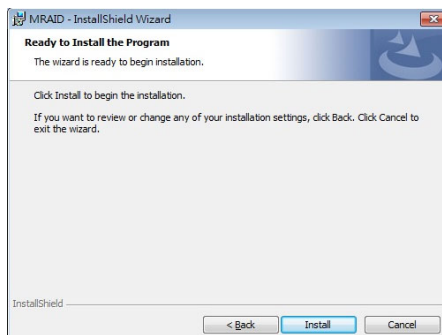 MRAID - InstallShield Wizard
Ready to Install the Program
The wizard is ready to begin installation.
Click Install to begin the installation.
If you want to review or change any of your installation settings, click Back. Click Cancel to
exit the wizard.
InstallShield
< Back
Install
Cancel